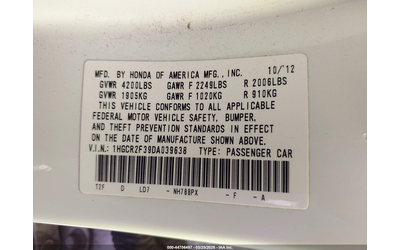 MFD. BY HONDA OF AMERICA MFG., INC. 10/'12
GVWR 4200LBS GAWR F 2249LBS R 2006LBS
GVWR 1905KG GAWR F 1020KG R 910KG
THIS VEHICLE CONFORMS TO ALL APPLICABLE
FEDERAL MOTOR VEHICLE SAFETY, BUMPER,
AND THEFT PREVENTION STANDARDS IN EFFECT
ON THE DATE OF MANUFACTURE SHOWN ABOVE.
V.I.N. 1HGCR2F39DA039638 TYPE: PASSENGER CAR
T2F D LD7 - NH788PX - F - A